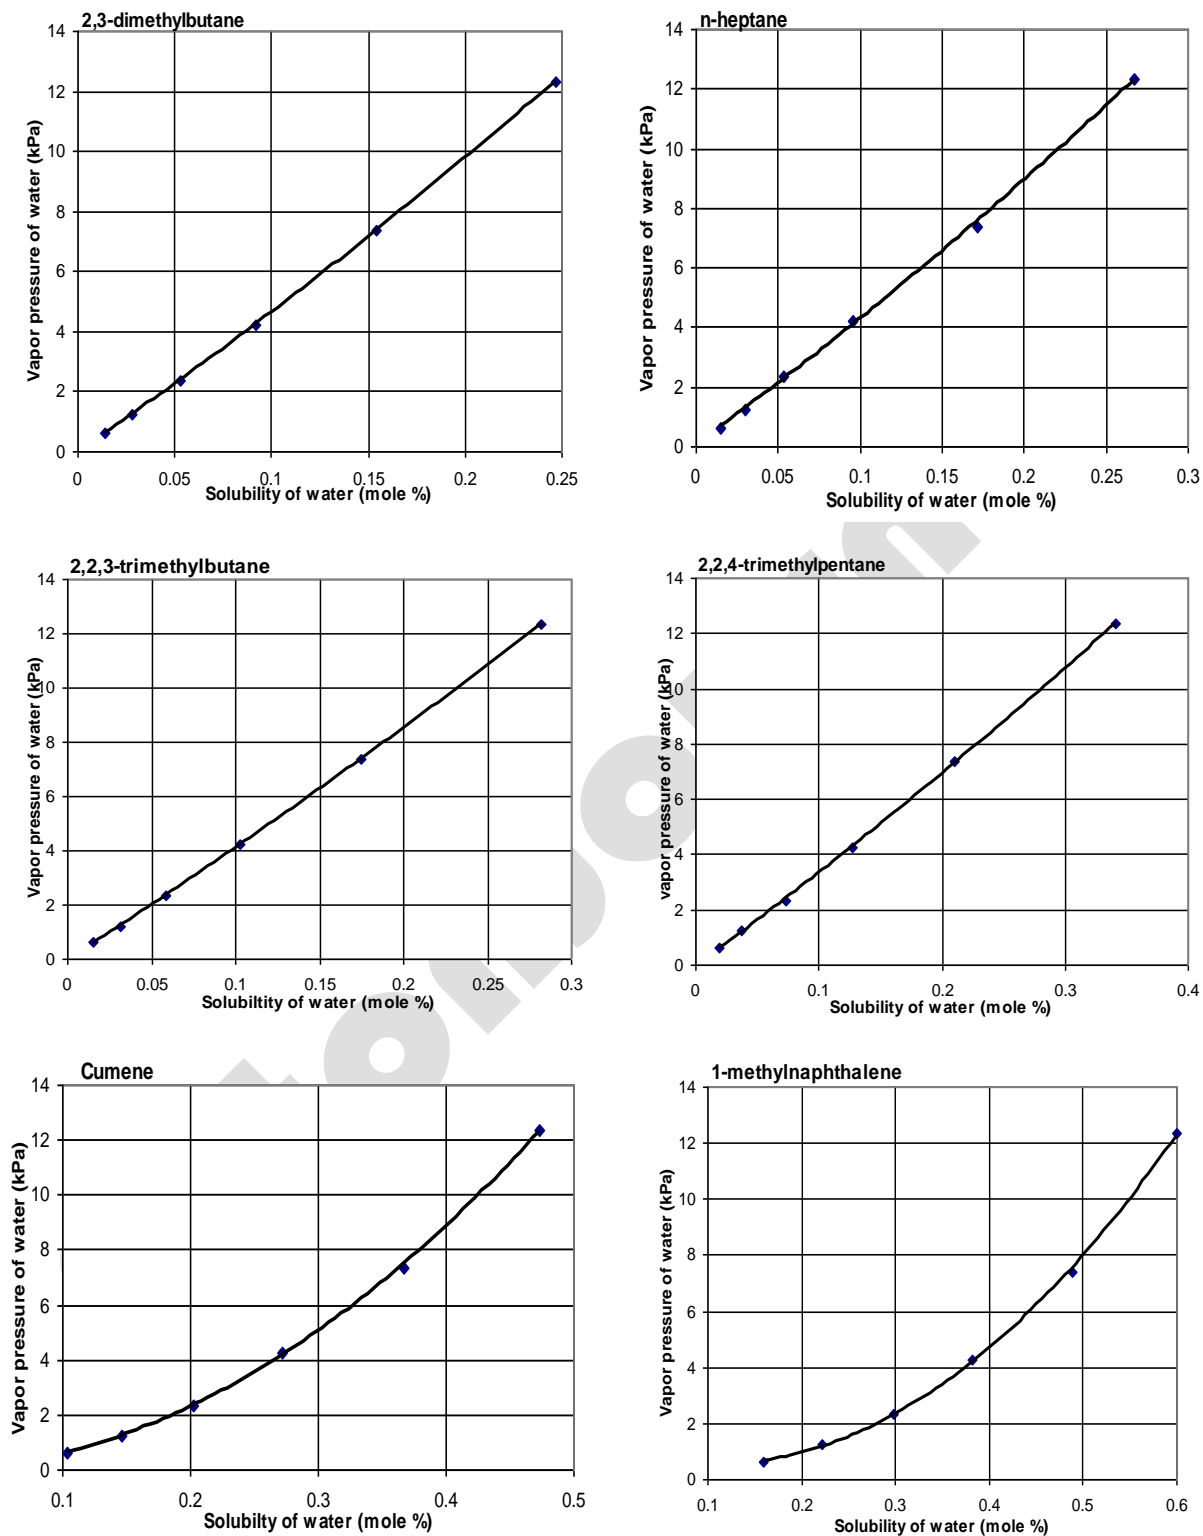 2,3-dimethylbutane
14
12
10
8
6
4
2
0
Vapor pressure of water (kPa)
0 0.05 0.1 0.15 0.2 0.25
Solubility of water (mole %)
n-heptane
14
12
10
8
6
4
2
0
Vapor pressure of water (kPa)
0 0.05 0.1 0.15 0.2 0.25 0.3
Solubility of water (mole %)
2,2,3-trimethylbutane
14
12
10
8
6
4
2
0
Vapor pressure of water (kPa)
0 0.05 0.1 0.15 0.2 0.25 0.3
Solubiltity of water (mole %)
2,2,4-trimethylpentane
14
12
10
8
6
4
2
0
vapor pressure of water (kPa)
0 0.1 0.2 0.3 0.4
Solubility of water (mole %)
Cumene
14
12
10
8
6
4
2
0
Vapor pressure of water (kPa)
0.1 0.2 0.3 0.4 0.5
Solubilty of water (mole %)
1-methylnaphthalene
14
12
10
8
6
4
2
0
Vapor pressure of water (kPa)
0.1 0.2 0.3 0.4 0.5 0.6
Solubility of water (mole %)